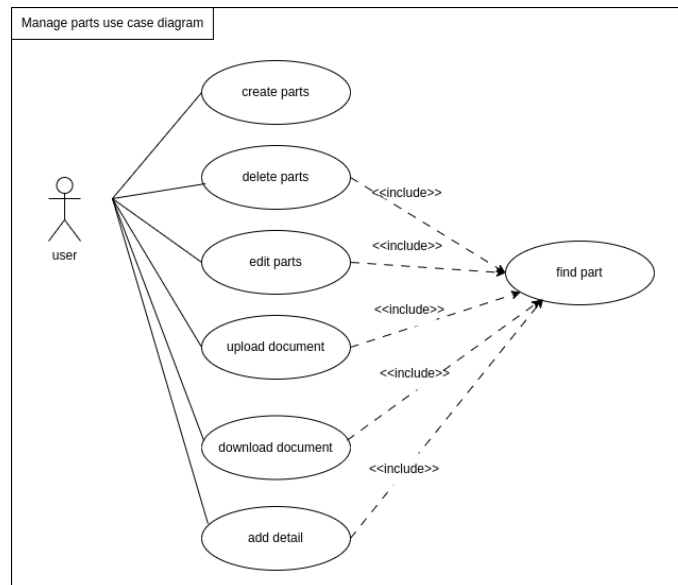 Manage parts use case diagram
create parts
delete parts
<<include>>
edit parts
<<include>>
user
find part
upload document
<<include>>
<<include>>
download document
<<include>>
add detail